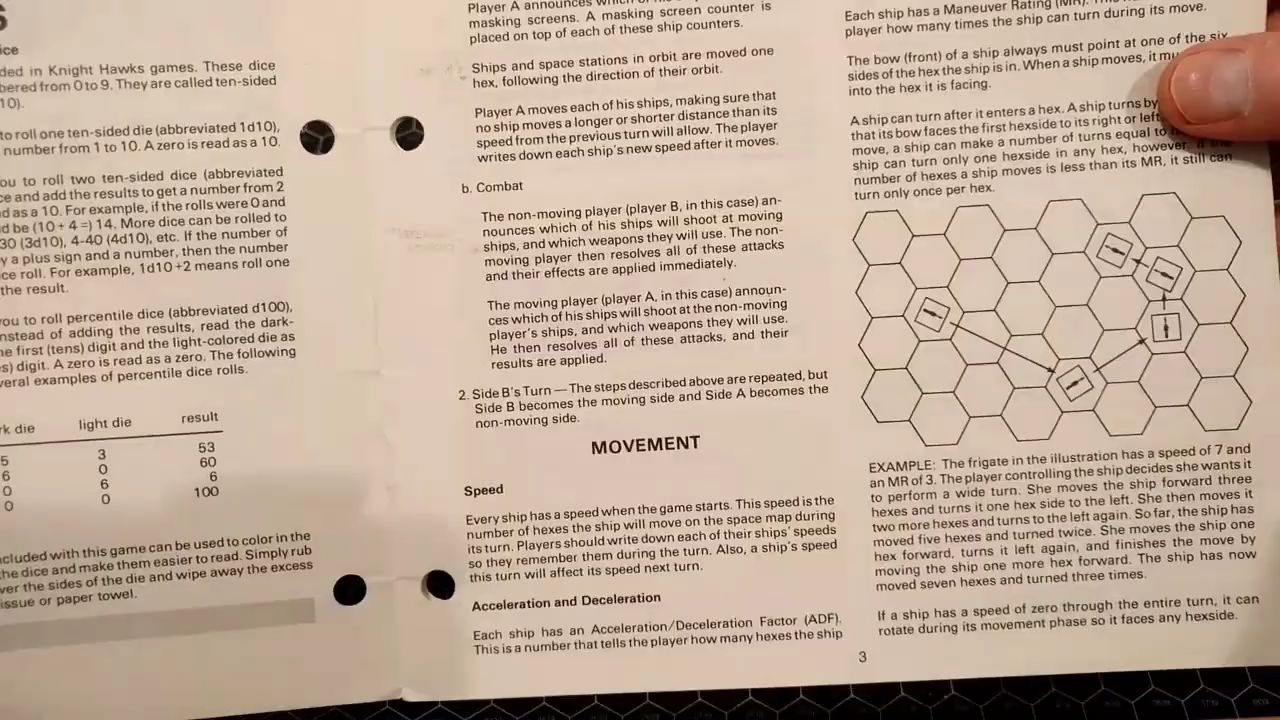 ice
ded in Knight Hawks games. These dice
bered from 0 to 9. They are called ten-sided
10).
to roll one ten-sided die (abbreviated 1d10),
number from 1 to 10. A zero is read as a 10.
ou to roll two ten-sided dice (abbreviated
ce and add the results to get a number from 2
d as a 10. For example, if the rolls were 0 and
d be (10 + 4 =) 14. More dice can be rolled to
30 (3d10), 4-40 (4d10), etc. If the number of
y a plus sign and a number, then the number
ce roll. For example, 1d10 +2 means roll one
the result.
you to roll percentile dice (abbreviated d100),
nstead of adding the results, read the dark-
he first (tens) digit and the light-colored die as
s) digit. A zero is read as a zero. The following
veral examples of percentile dice rolls.
rk die light die result
5 3 53
6 0 60
0 6 6
0 0 100
ncluded with this game can be used to color in the
he dice and make them easier to read. Simply rub
ver the sides of the die and wipe away the excess
issue or paper towel.
Player A announces which of his
masking screens. A masking screen counter is
placed on top of each of these ship counters.
Ships and space stations in orbit are moved one
hex, following the direction of their orbit.
Player A moves each of his ships, making sure that
no ship moves a longer or shorter distance than its
speed from the previous turn will allow. The player
writes down each ship's new speed after it moves.
b. Combat
The non-moving player (player B, in this case) an-
nounces which of his ships will shoot at moving
ships, and which weapons they will use. The non-
moving player then resolves all of these attacks
and their effects are applied immediately.
The moving player (player A, in this case) announ-
ces which of his ships will shoot at the non-moving
player's ships, and which weapons they will use.
He then resolves all of these attacks, and their
results are applied.
2. Side B's Turn — The steps described above are repeated, but
Side B becomes the moving side and Side A becomes the
non-moving side.
MOVEMENT
Speed
Every ship has a speed when the game starts. This speed is the
number of hexes the ship will move on the space map during
its turn. Players should write down each of their ships' speeds
so they remember them during the turn. Also, a ship's speed
this turn will affect its speed next turn.
Acceleration and Deceleration
Each ship has an Acceleration/Deceleration Factor (ADF).
This is a number that tells the player how many hexes the ship
Each ship has a Maneuver Rating (MR).
player how many times the ship can turn during its move.
The bow (front) of a ship always must point at one of the six
sides of the hex the ship is in. When a ship moves, it mu
into the hex it is facing.
A ship can turn after it enters a hex. A ship turns by
that its bow faces the first hexside to its right or left.
move, a ship can make a number of turns equal to
ship can turn only one hexside in any hex, however. If the
number of hexes a ship moves is less than its MR, it still can
turn only once per hex.
EXAMPLE: The frigate in the illustration has a speed of 7 and
an MR of 3. The player controlling the ship decides she wants it
to perform a wide turn. She moves the ship forward three
hexes and turns it one hex side to the left. She then moves it
two more hexes and turns to the left again. So far, the ship has
moved five hexes and turned twice. She moves the ship one
hex forward, turns it left again, and finishes the move by
moving the ship one more hex forward. The ship has now
moved seven hexes and turned three times.
If a ship has a speed of zero through the entire turn, it can
rotate during its movement phase so it faces any hexside.
3